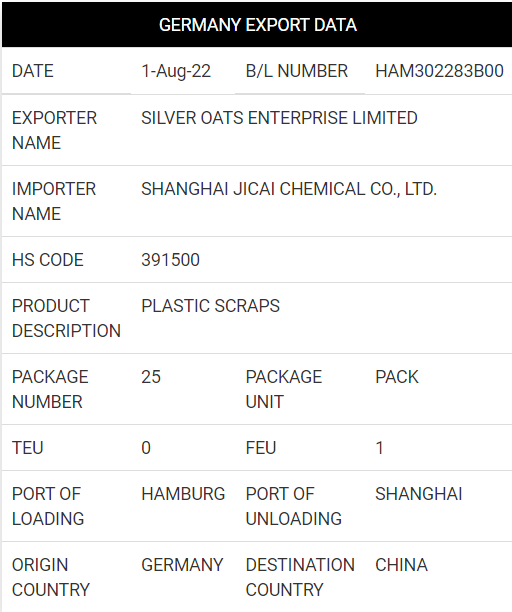 GERMANY EXPORT DATA
DATE 1-Aug-22 B/L NUMBER HAM302283B00
EXPORTER SILVER OATS ENTERPRISE LIMITED
NAME
IMPORTER SHANGHAI JICAI CHEMICAL CO., LTD.
NAME
HS CODE 391500
PRODUCT PLASTIC SCRAPS
DESCRIPTION
PACKAGE 25 PACKAGE PACK
NUMBER UNIT
TEU 0 FEU 1
PORT OF HAMBURG PORT OF SHANGHAI
LOADING UNLOADING
ORIGIN GERMANY DESTINATION CHINA
COUNTRY COUNTRY